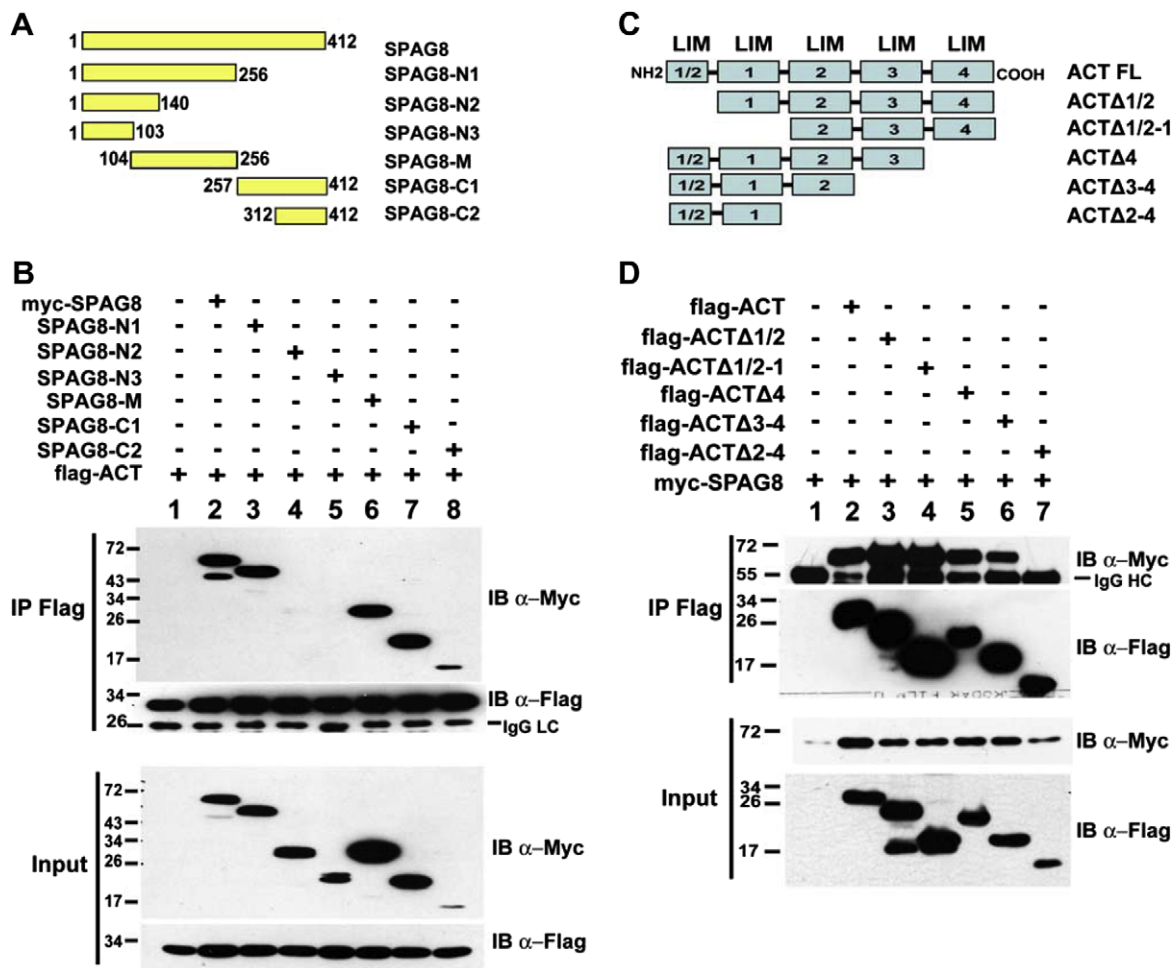 A
1 412 SPAG8
1 256 SPAG8-N1
1 140 SPAG8-N2
1 103 SPAG8-N3
104 256 SPAG8-M
257 412 SPAG8-C1
312 412 SPAG8-C2
B
myc-SPAG8 - + - - - - - -
SPAG8-N1 - - + - - - - -
SPAG8-N2 - - - + - - - -
SPAG8-N3 - - - - + - - -
SPAG8-M - - - - - + - -
SPAG8-C1 - - - - - - + -
SPAG8-C2 - - - - - - - +
flag-ACT + + + + + + + +
1 2 3 4 5 6 7 8
IP Flag
72
43
34
26
17
IB α-Myc
34
26
IB α-Flag
IgG LC
Input
72
43
34
26
17
IB α-Myc
34
IB α-Flag
C
LIM LIM LIM LIM LIM
NH2 1/2 1 2 3 4 COOH ACT FL
1 2 3 4 ACTΔ1/2
2 3 4 ACTΔ1/2-1
1/2 1 2 3 ACTΔ4
1/2 1 2 ACTΔ3-4
1/2 1 ACTΔ2-4
D
flag-ACT - + - - - - -
flag-ACTΔ1/2 - - + - - - -
flag-ACTΔ1/2-1 - - - + - - -
flag-ACTΔ4 - - - - + - -
flag-ACTΔ3-4 - - - - - + -
flag-ACTΔ2-4 - - - - - - +
myc-SPAG8 + + + + + + +
1 2 3 4 5 6 7
IP Flag
72
55
IB α-Myc
IgG HC
34
26
17
IB α-Flag
Input
72
IB α-Myc
34
26
17
IB α-Flag